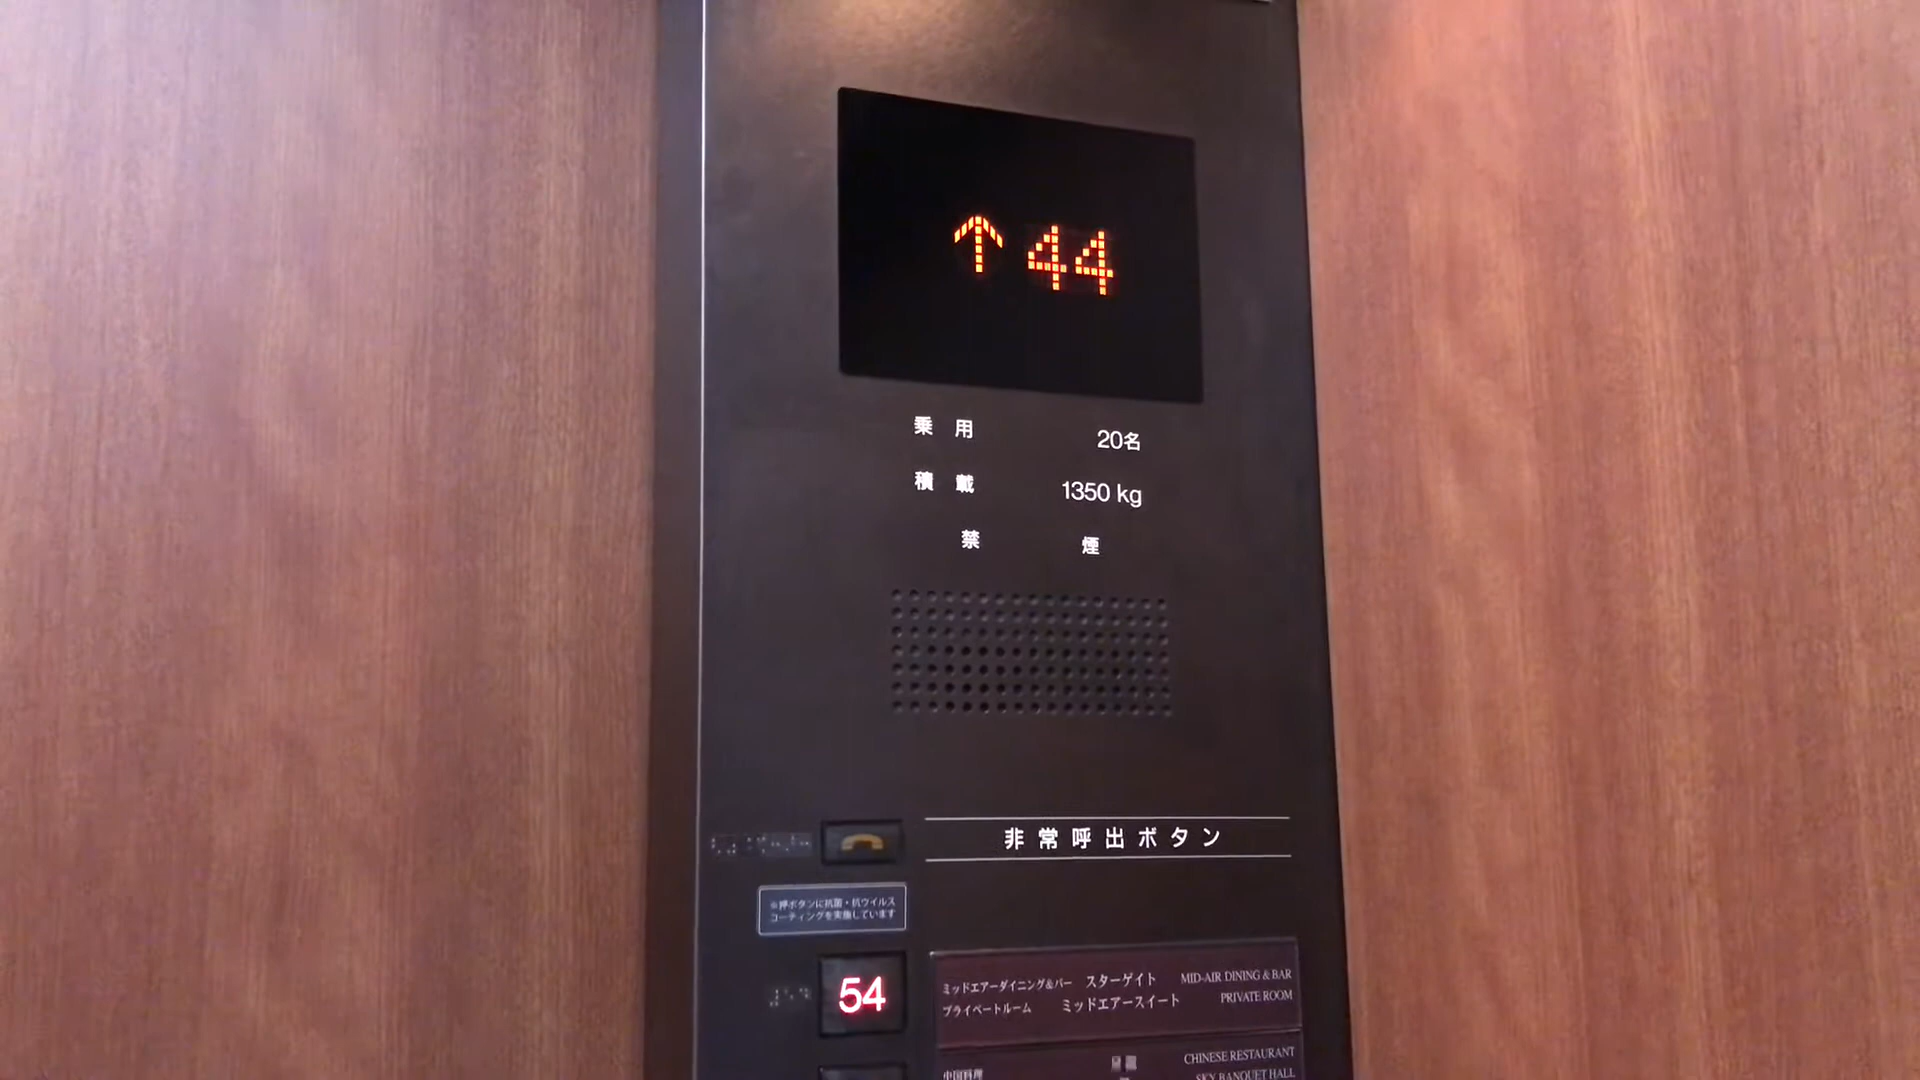 ↑44
乗用 20名
積載 1350 kg
禁煙
非常呼出ボタン
※押ボタンに抗菌・抗ウイルス
コーティングを実施しています
54
ミッドエアーダイニング&バー スターゲイト MID-AIR DINING & BAR
プライベートルーム ミッドエアースイート PRIVATE ROOM
中国料理 CHINESE RESTAURANT
SKY BANQUET HALL